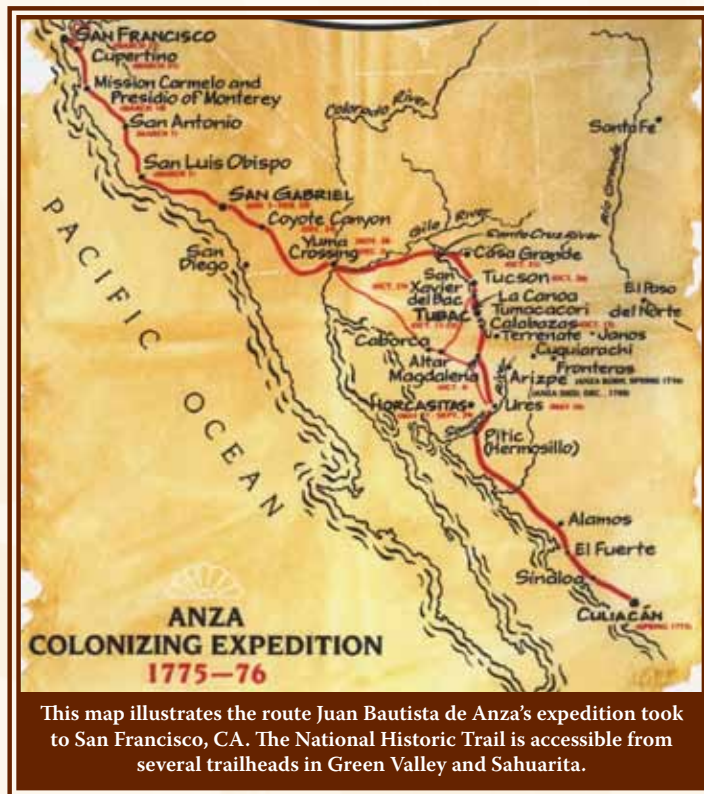 SAN FRANCISCO
Cupertino
Mission Carmelo and
Presidio of Monterey
San Antonio
San Luis Obispo
SAN GABRIEL
Coyote Canyon
Yuma
Crossing
San
Diego
PACIFIC OCEAN
Colorado River
Gila River
Santa Cruz River
Santa Fe
Rio Grande
El Paso
del Norte
Casa Grande
Tucson
San
Xavier
del Bac
La Canoa
Tumacacori
TUBAC
Calabazas
Terrenate
Janos
Cuquiarachi
Fronteras
Caborca
Altar
Magdalena
Arizpe
HORCASITAS
Ures
Pitic
(Hermosillo)
Alamos
El Fuerte
Sinaloa
CULIACÁN
ANZA
COLONIZING EXPEDITION
1775–76
This map illustrates the route Juan Bautista de Anza’s expedition took
to San Francisco, CA. The National Historic Trail is accessible from
several trailheads in Green Valley and Sahuarita.